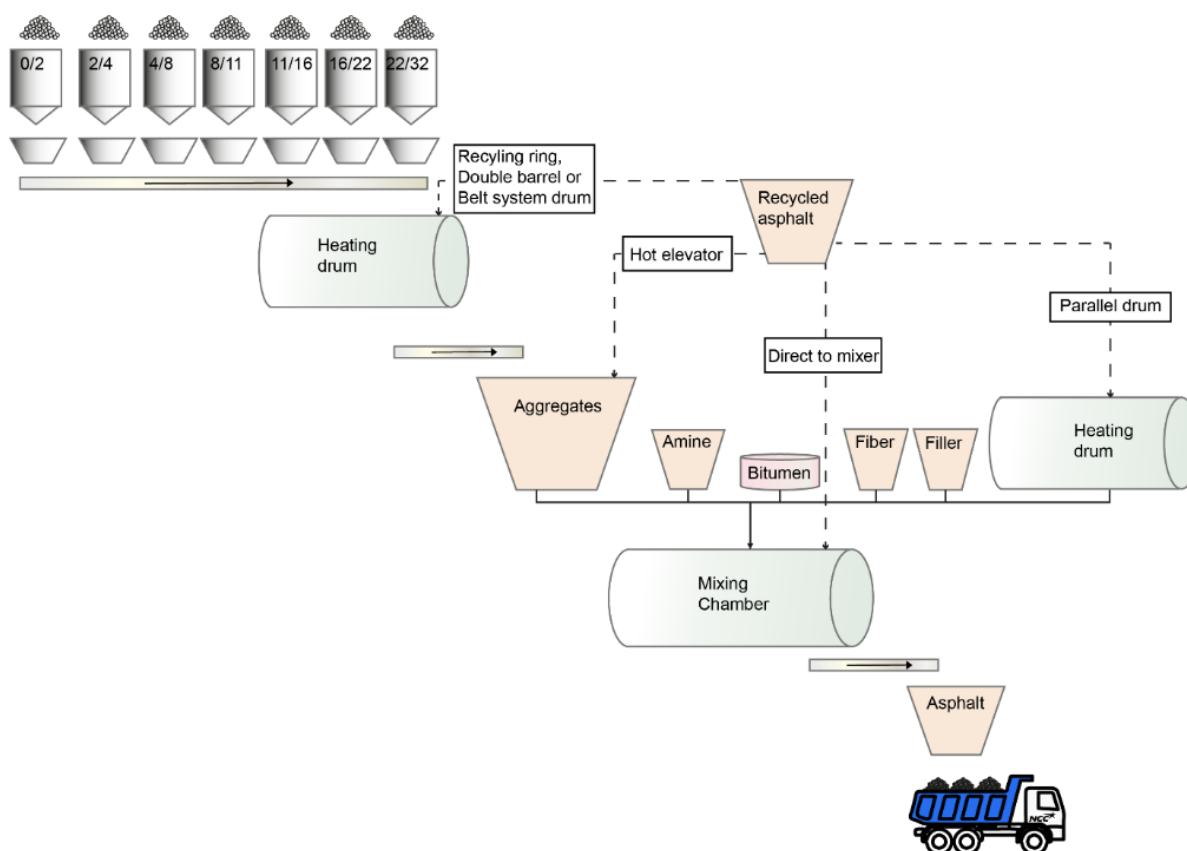 0/2
2/4
4/8
8/11
11/16
16/22
22/32
Recyling ring,
Double barrel or
Belt system drum
Recycled
asphalt
Heating
drum
Hot elevator
Parallel drum
Direct to mixer
Aggregates
Amine
Bitumen
Fiber
Filler
Heating
drum
Mixing
Chamber
Asphalt
NCC